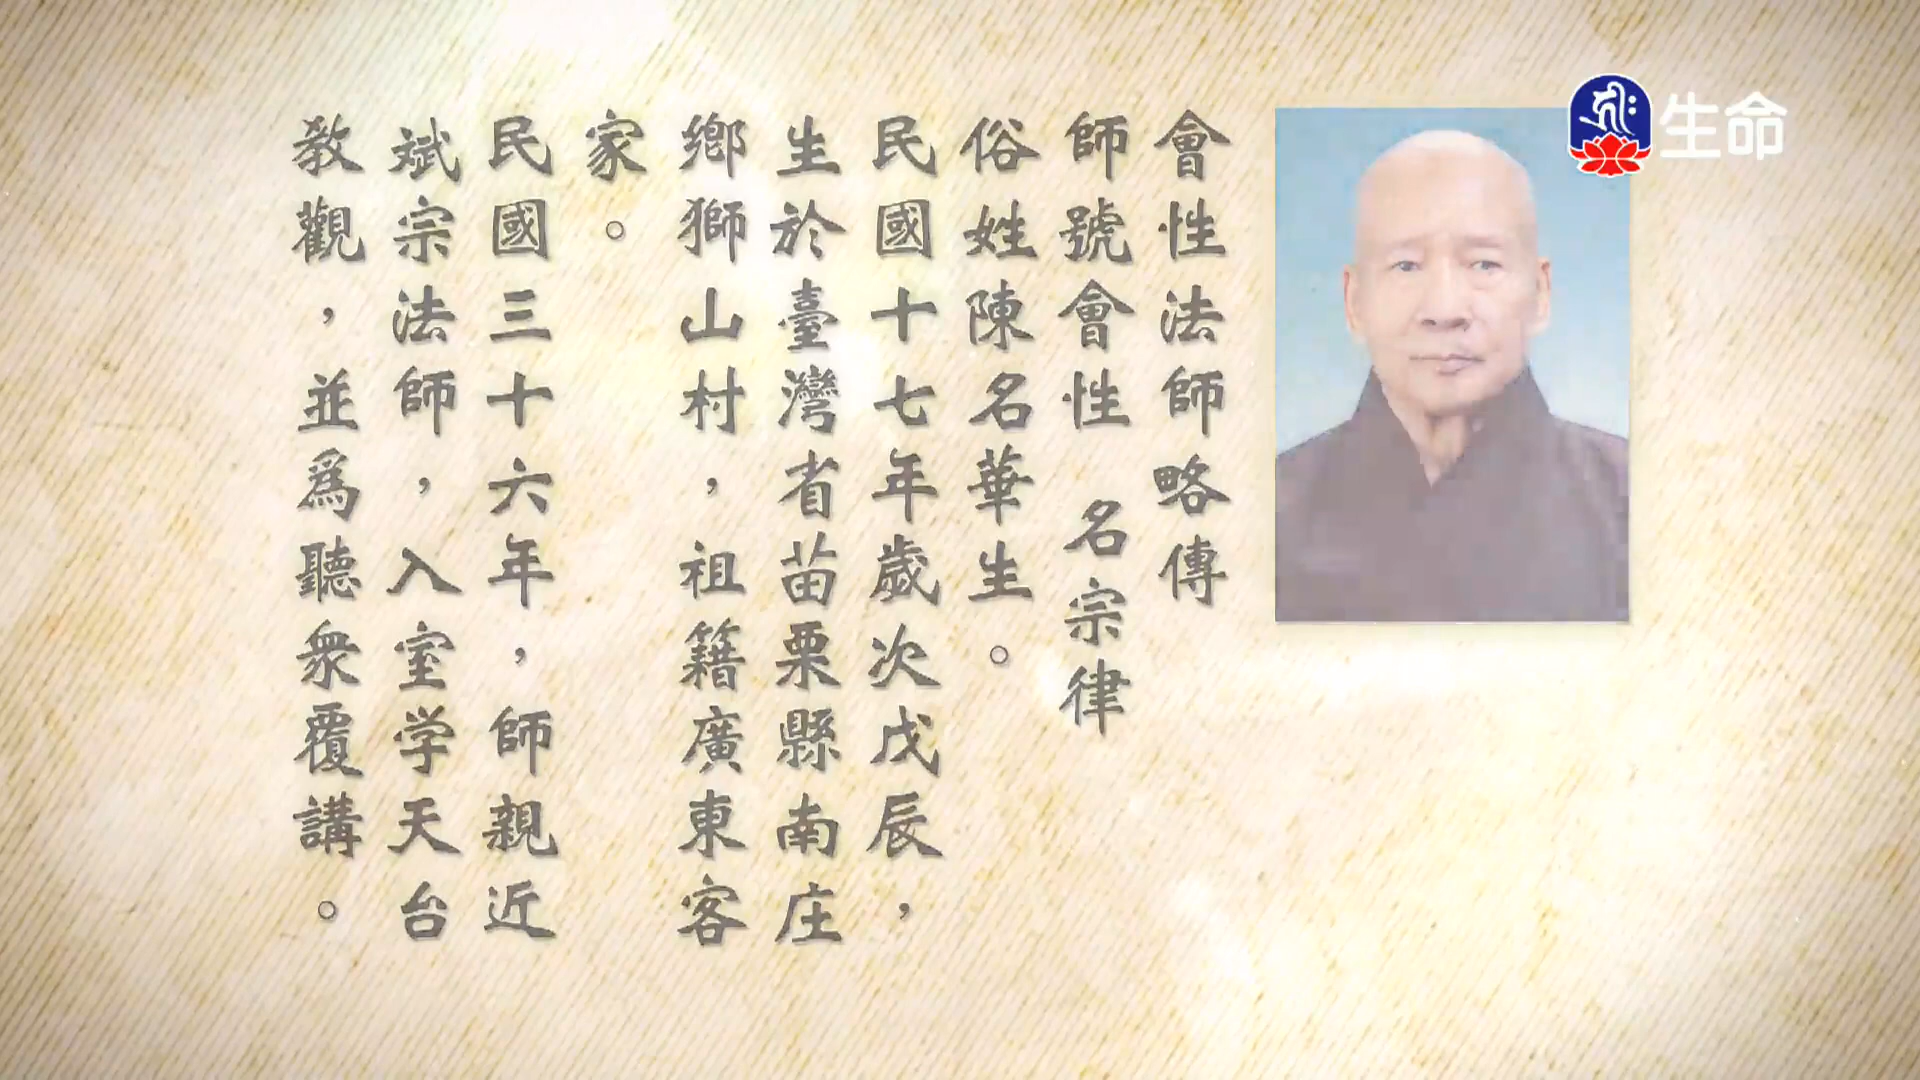 會性法師略傳
師號會性 名宗律
俗姓陳名華生。
民國十七年歲次戊辰，
生於臺灣省苗栗縣南庄
鄉獅山村，祖籍廣東客
家。
民國三十六年，師親近
斌宗法師，入室学天台
教觀，並爲聽眾覆講。
生命